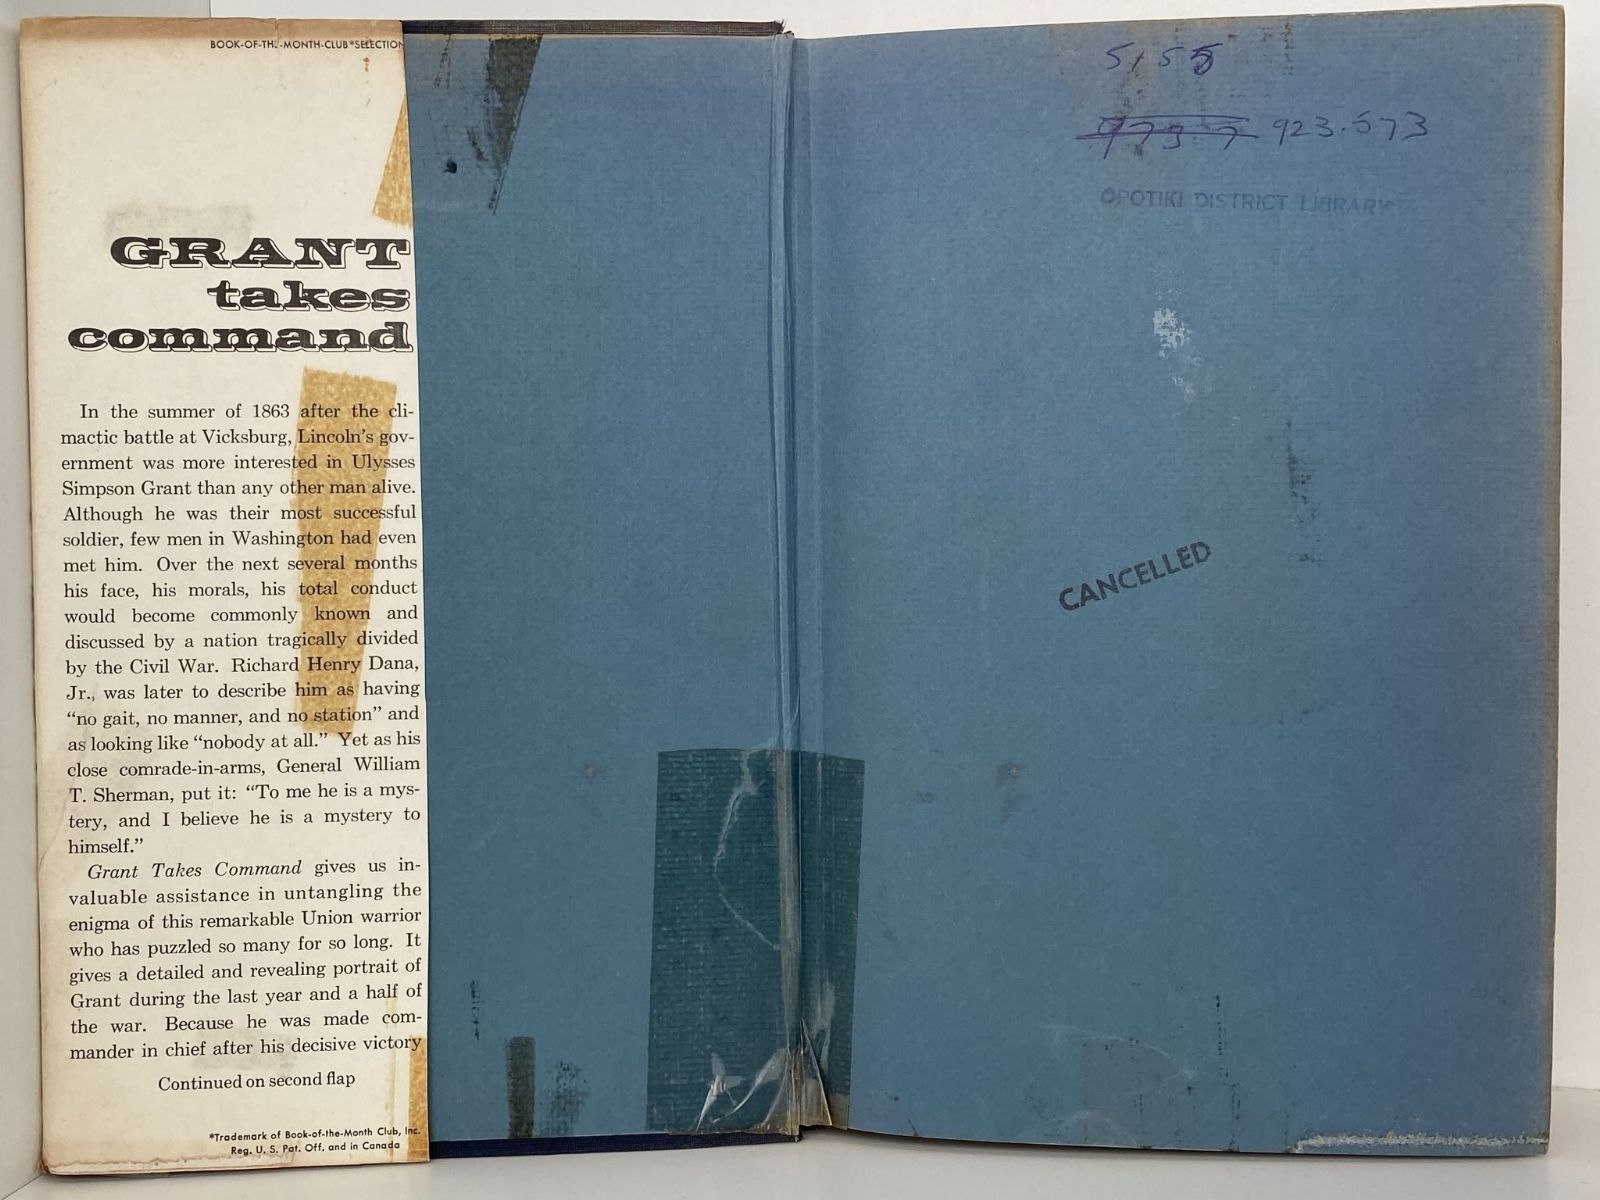 BOOK-OF-THE-MONTH-CLUB*SELECTION
GRANT
takes
command
In the summer of 1863 after the cli-
mactic battle at Vicksburg, Lincoln's gov-
ernment was more interested in Ulysses
Simpson Grant than any other man alive.
Although he was their most successful
soldier, few men in Washington had even
met him. Over the next several months
his face, his morals, his total conduct
would become commonly known and
discussed by a nation tragically divided
by the Civil War. Richard Henry Dana,
Jr., was later to describe him as having
“no gait, no manner, and no station” and
as looking like “nobody at all.” Yet as his
close comrade-in-arms, General William
T. Sherman, put it: “To me he is a mys-
tery, and I believe he is a mystery to
himself.”
Grant Takes Command gives us in-
valuable assistance in untangling the
enigma of this remarkable Union warrior
who has puzzled so many for so long. It
gives a detailed and revealing portrait of
Grant during the last year and a half of
the war. Because he was made com-
mander in chief after his decisive victory
Continued on second flap
*Trademark of Book-of-the-Month Club, Inc.
Reg. U. S. Pat. Off. and in Canada
923.573
OPOTIKI DISTRICT LIBRARY
CANCELLED